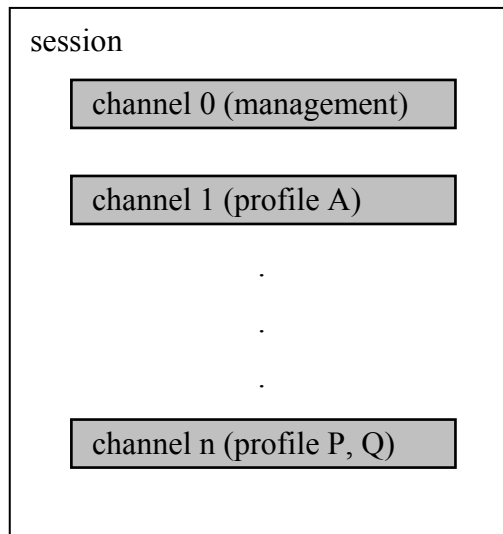 session
channel 0 (management)
channel 1 (profile A)
.
.
.
channel n (profile P, Q)